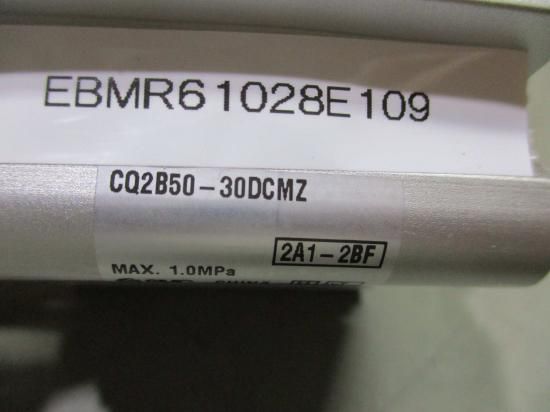 EBMR61028E109
CQ2B50-30DCMZ
2A1-2BF
MAX. 1.0MPa